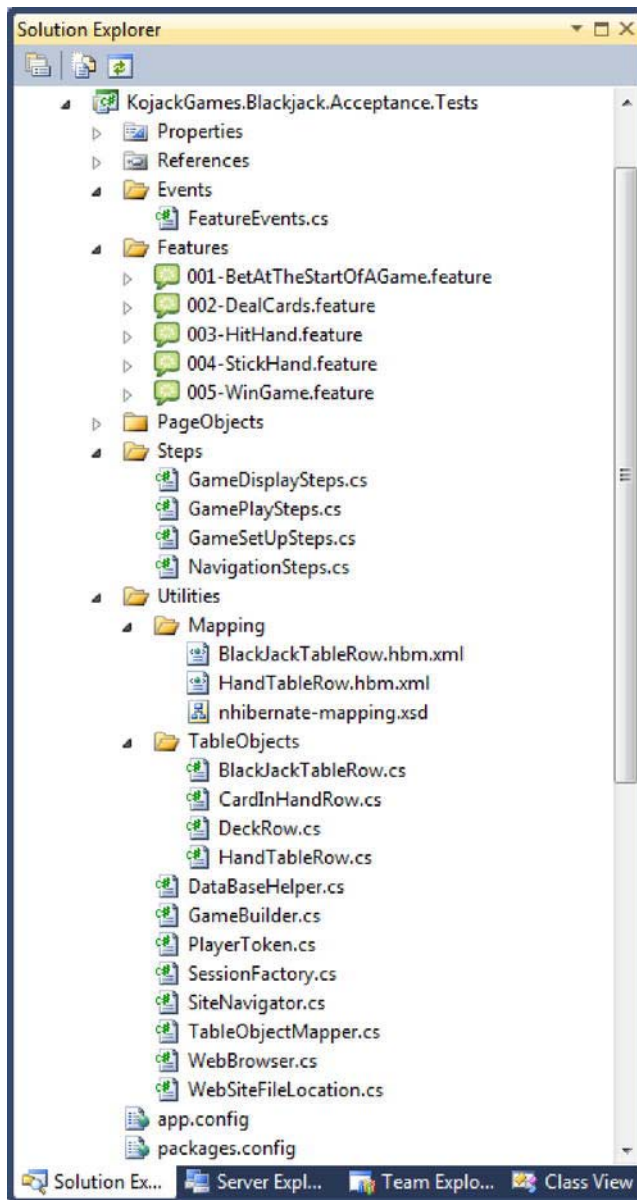 Solution Explorer
KojackGames.Blackjack.Acceptance.Tests
Properties
References
Events
FeatureEvents.cs
Features
001-BetAtTheStartOfAGame.feature
002-DealCards.feature
003-HitHand.feature
004-StickHand.feature
005-WinGame.feature
PageObjects
Steps
GameDisplaySteps.cs
GamePlaySteps.cs
GameSetUpSteps.cs
NavigationSteps.cs
Utilities
Mapping
BlackJackTableRow.hbm.xml
HandTableRow.hbm.xml
nhibernate-mapping.xsd
TableObjects
BlackJackTableRow.cs
CardInHandRow.cs
DeckRow.cs
HandTableRow.cs
DataBaseHelper.cs
GameBuilder.cs
PlayerToken.cs
SessionFactory.cs
SiteNavigator.cs
TableObjectMapper.cs
WebBrowser.cs
WebSiteFileLocation.cs
app.config
packages.config
Solution Ex... Server Expl... Team Explo... Class View